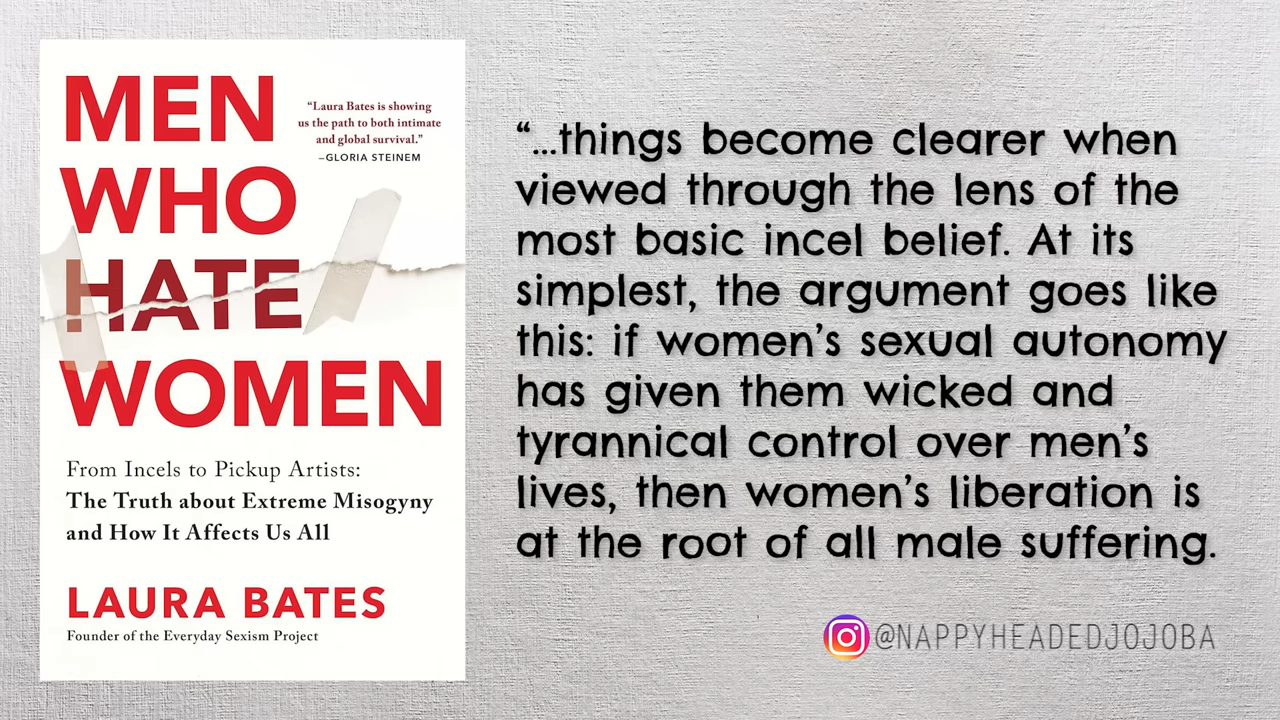 MEN
WHO
HATE
WOMEN
“Laura Bates is showing
us the path to both intimate
and global survival.”
–GLORIA STEINEM
From Incels to Pickup Artists:
The Truth about Extreme Misogyny
and How It Affects Us All
LAURA BATES
Founder of the Everyday Sexism Project
“...things become clearer when
viewed through the lens of the
most basic incel belief. At its
simplest, the argument goes like
this: if women’s sexual autonomy
has given them wicked and
tyrannical control over men’s
lives, then women’s liberation is
at the root of all male suffering.
@NAPPYHEADEDJOJOBA